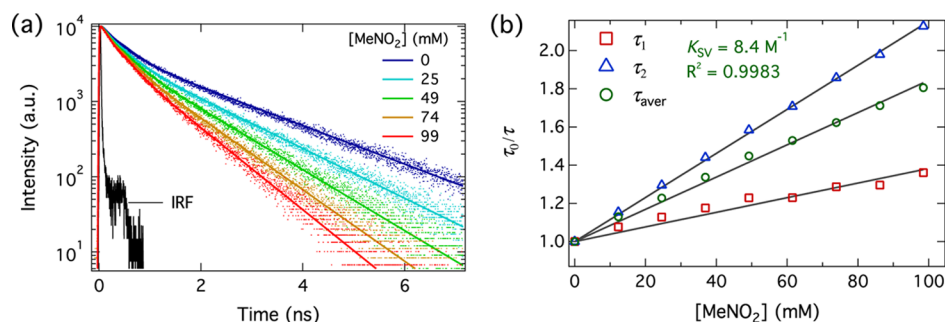 (a)
10⁴
10³
10²
10¹
Intensity (a.u.)
[MeNO₂] (mM)
0
25
49
74
99
IRF
0
2
4
6
Time (ns)
(b)
2.0
1.8
1.6
1.4
1.2
1.0
τ₀/τ
τ₁
τ₂
τaver
KSV = 8.4 M⁻¹
R² = 0.9983
0
20
40
60
80
100
[MeNO₂] (mM)